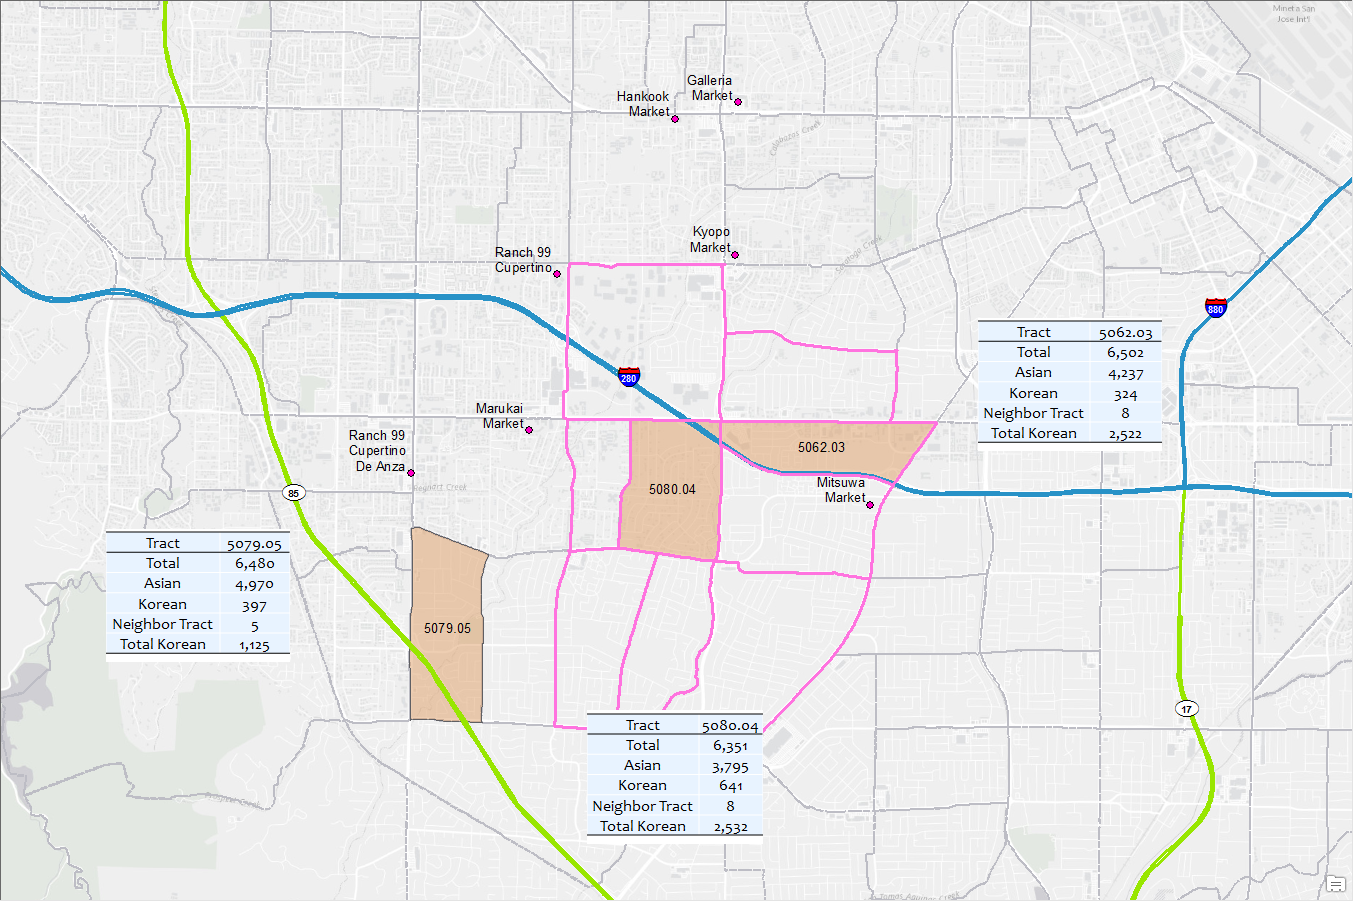 Mineta San
Jose Int'l
Galleria
Market
Hankook
Market
Calabazas Creek
Kyopo
Market
Saratoga Creek
Ranch 99
Cupertino
880
280
Tract 5062.03
Total 6,502
Asian 4,237
Korean 324
Neighbor Tract 8
Total Korean 2,522
Marukai
Market
Ranch 99
Cupertino
De Anza
5062.03
Mitsuwa
Market
5080.04
Regnart Creek
85
Tract 5079.05
Total 6,480
Asian 4,970
Korean 397
Neighbor Tract 5
Total Korean 1,125
5079.05
17
Tract 5080.04
Total 6,351
Asian 3,795
Korean 641
Neighbor Tract 8
Total Korean 2,532
Prospect Creek
Tomas Aquinas Creek